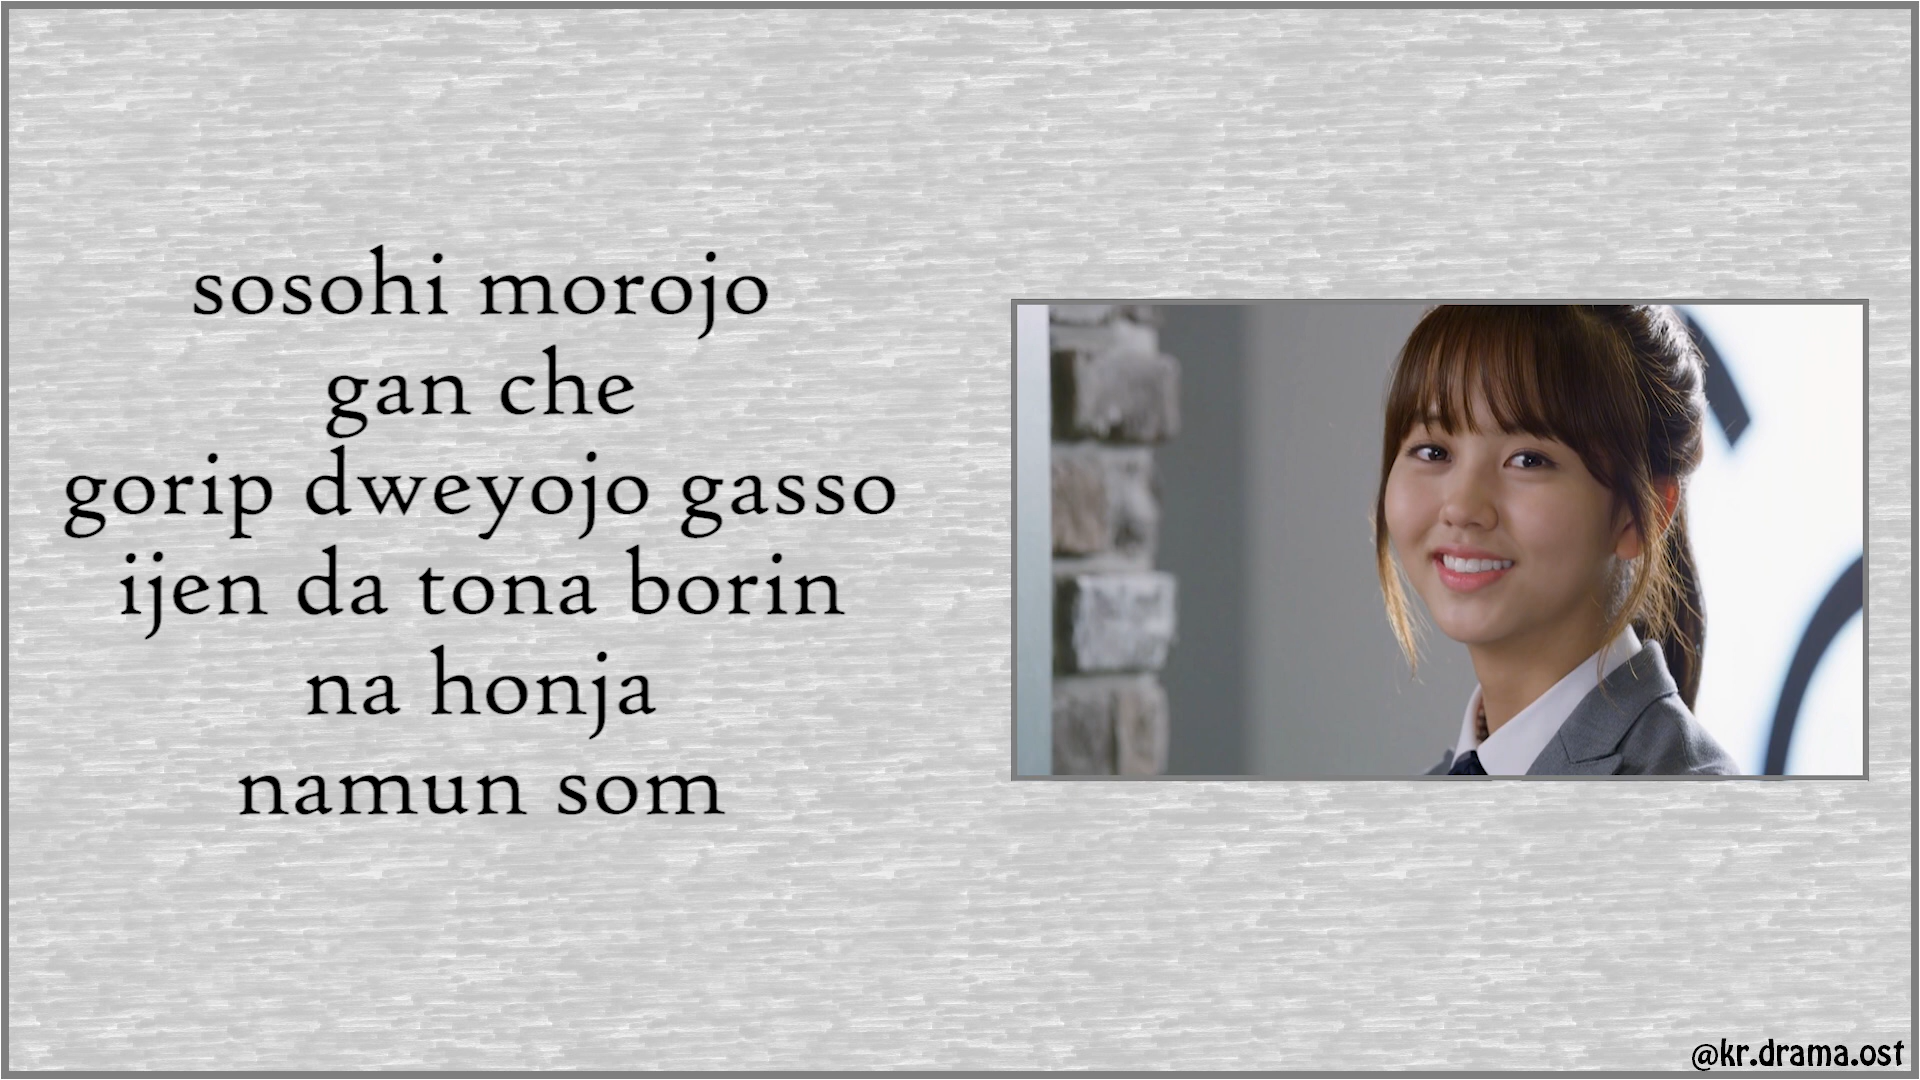 sosohi morojo
gan che
gorip dweyojo gasso
ijen da tona borin
na honja
namun som
@kr.drama.ost